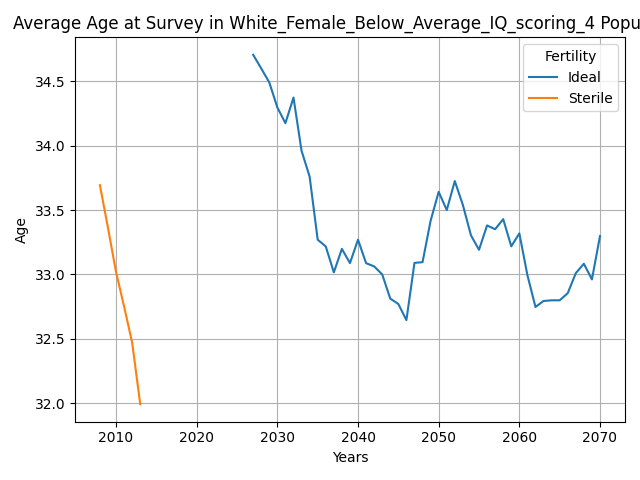 Average Age at Survey in White_Female_Below_Average_IQ_scoring_4 Popu
Fertility
Ideal
Sterile
Age
34.5
34.0
33.5
33.0
32.5
32.0
2010 2020 2030 2040 2050 2060 2070
Years